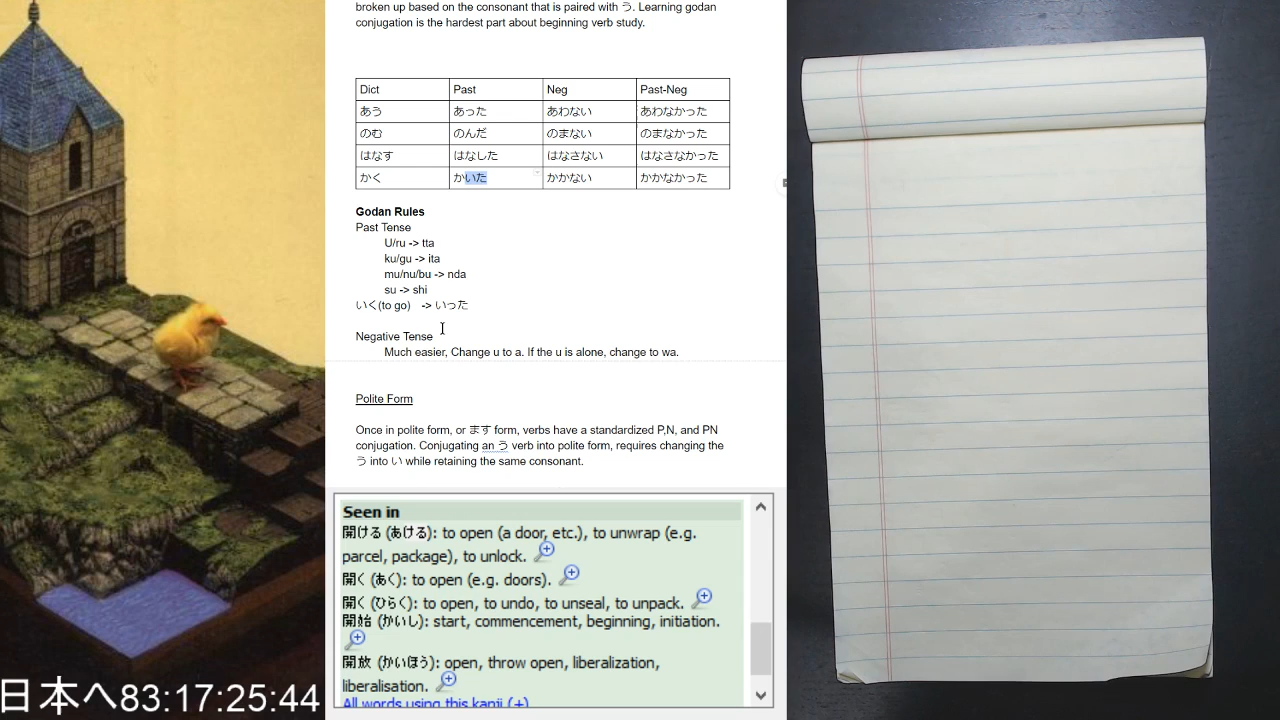 broken up based on the consonant that is paired with う. Learning godan
conjugation is the hardest part about beginning verb study.
Dict Past Neg Past-Neg
あう あった あわない あわなかった
のむ のんだ のまない のまなかった
はなす はなした はなさない はなさなかった
かく かいた かかない かかなかった
Godan Rules
Past Tense
U/ru -> tta
ku/gu -> ita
mu/nu/bu -> nda
su -> shi
いく(to go) -> いった
Negative Tense
Much easier, Change u to a. If the u is alone, change to wa.
Polite Form
Once in polite form, or ます form, verbs have a standardized P,N, and PN
conjugation. Conjugating an う verb into polite form, requires changing the
う into い while retaining the same consonant.
Seen in
開ける (あける): to open (a door, etc.), to unwrap (e.g.
parcel, package), to unlock.
開く (あく): to open (e.g. doors).
開く (ひらく): to open, to undo, to unseal, to unpack.
開始 (かいし): start, commencement, beginning, initiation.
開放 (かいほう): open, throw open, liberalization,
liberalisation.
All words using this kanji (+)
日本へ83:17:25:44